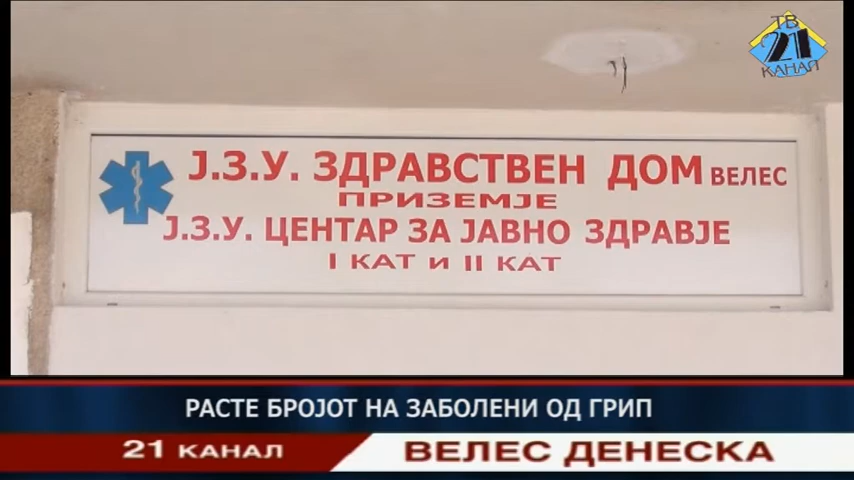 ТВ
21
КАНАЛ
Ј.З.У. ЗДРАВСТВЕН ДОМ ВЕЛЕС
ПРИЗЕМЈЕ
Ј.З.У. ЦЕНТАР ЗА ЈАВНО ЗДРАВЈЕ
I КАТ И II КАТ
РАСТЕ БРОЈОТ НА ЗАБОЛЕНИ ОД ГРИП
21 КАНАЛ
ВЕЛЕС ДЕНЕСКА